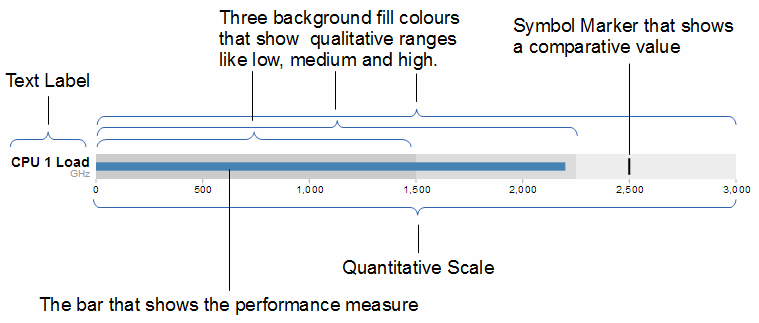 Three background fill colours
that show qualitative ranges
like low, medium and high.
Symbol Marker that shows
a comparative value
Text Label
CPU 1 Load
GHz
0 500 1,000 1,500 2,000 2,500 3,000
Quantitative Scale
The bar that shows the performance measure